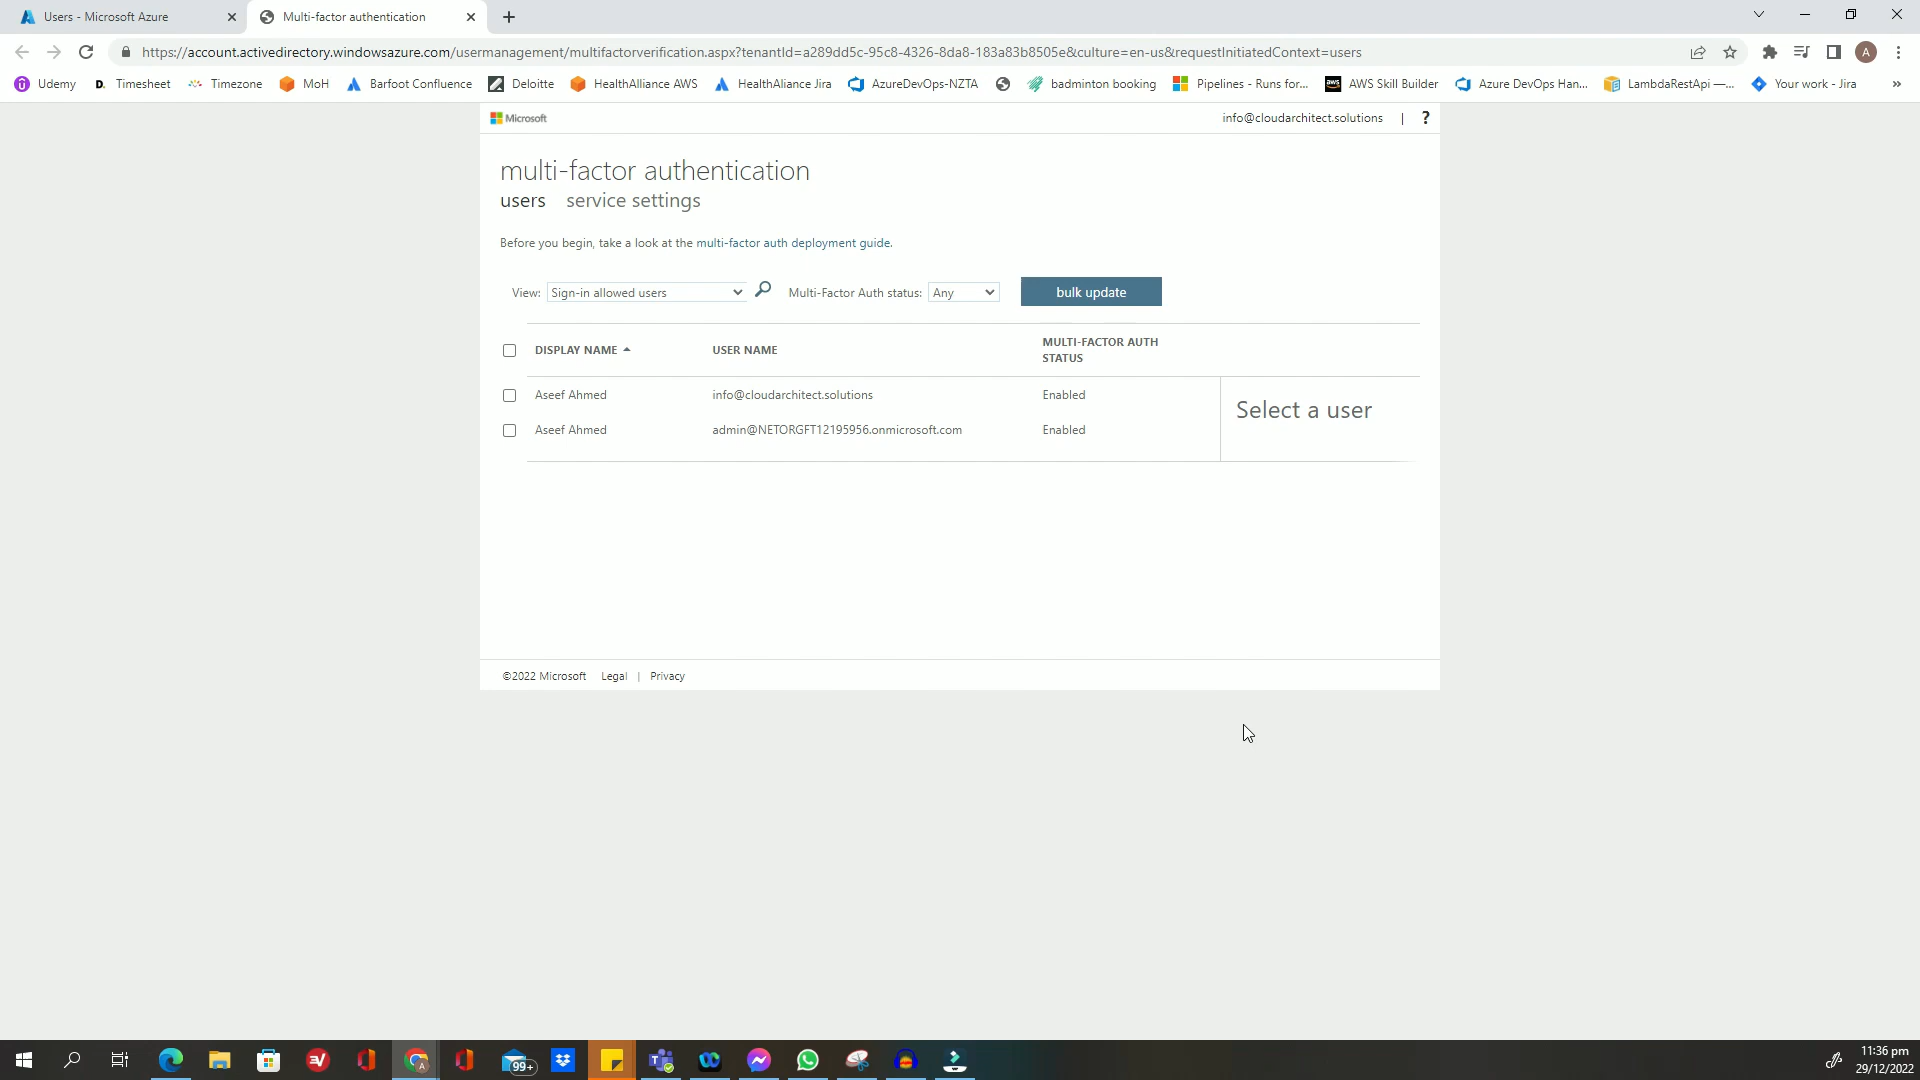 Users - Microsoft Azure
Multi-factor authentication
https://account.activedirectory.windowsazure.com/usermanagement/multifactorverification.aspx?tenantId=a289dd5c-95c8-4326-8da8-183a83b8505e&culture=en-us&requestInitiatedContext=users
A
Udemy
D. Timesheet
Timezone
MoH
Barfoot Confluence
Deloitte
HealthAlliance AWS
HealthAliance Jira
AzureDevOps-NZTA
badminton booking
Pipelines - Runs for...
aws AWS Skill Builder
Azure DevOps Han...
LambdaRestApi —...
Your work - Jira
»
Microsoft
info@cloudarchitect.solutions | ?
multi-factor authentication
users service settings
Before you begin, take a look at the multi-factor auth deployment guide.
View: Sign-in allowed users Multi-Factor Auth status: Any bulk update
DISPLAY NAME USER NAME MULTI-FACTOR AUTH STATUS
Aseef Ahmed info@cloudarchitect.solutions Enabled
Aseef Ahmed admin@NETORGFT12195956.onmicrosoft.com Enabled
Select a user
©2022 Microsoft Legal | Privacy
99+
11:36 pm
29/12/2022